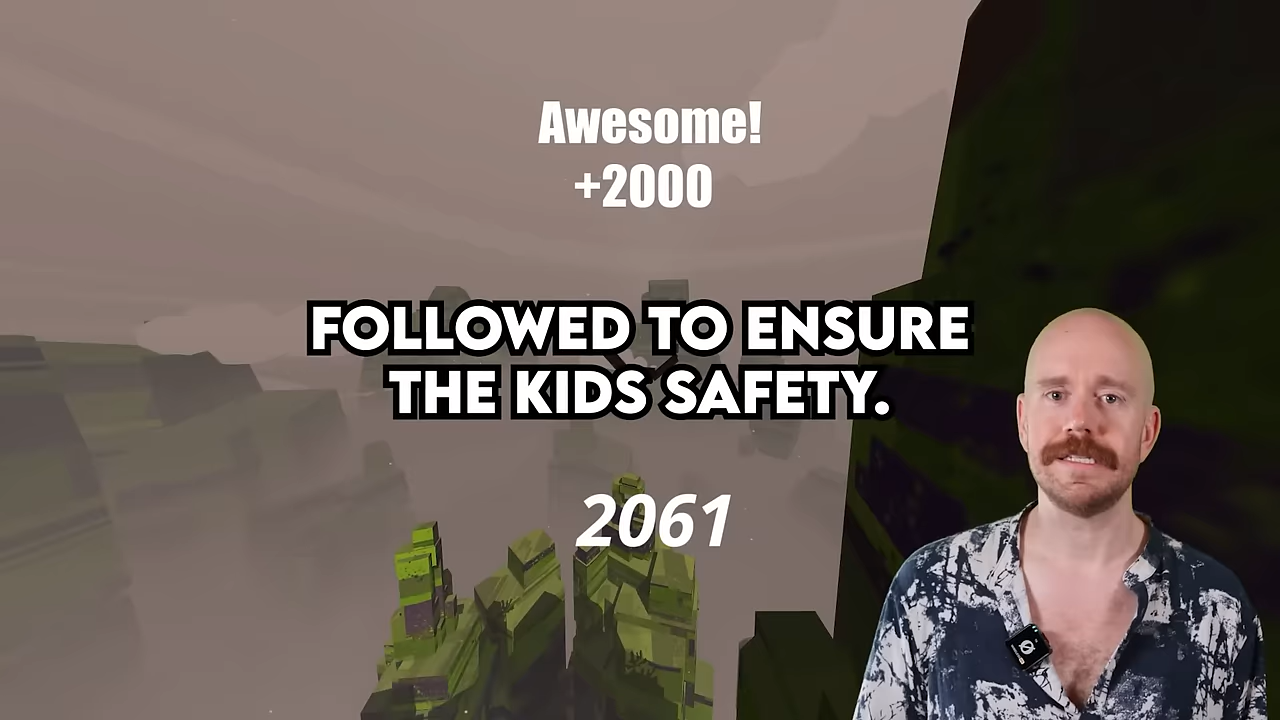 Awesome!
+2000
FOLLOWED TO ENSURE
THE KIDS SAFETY.
2061